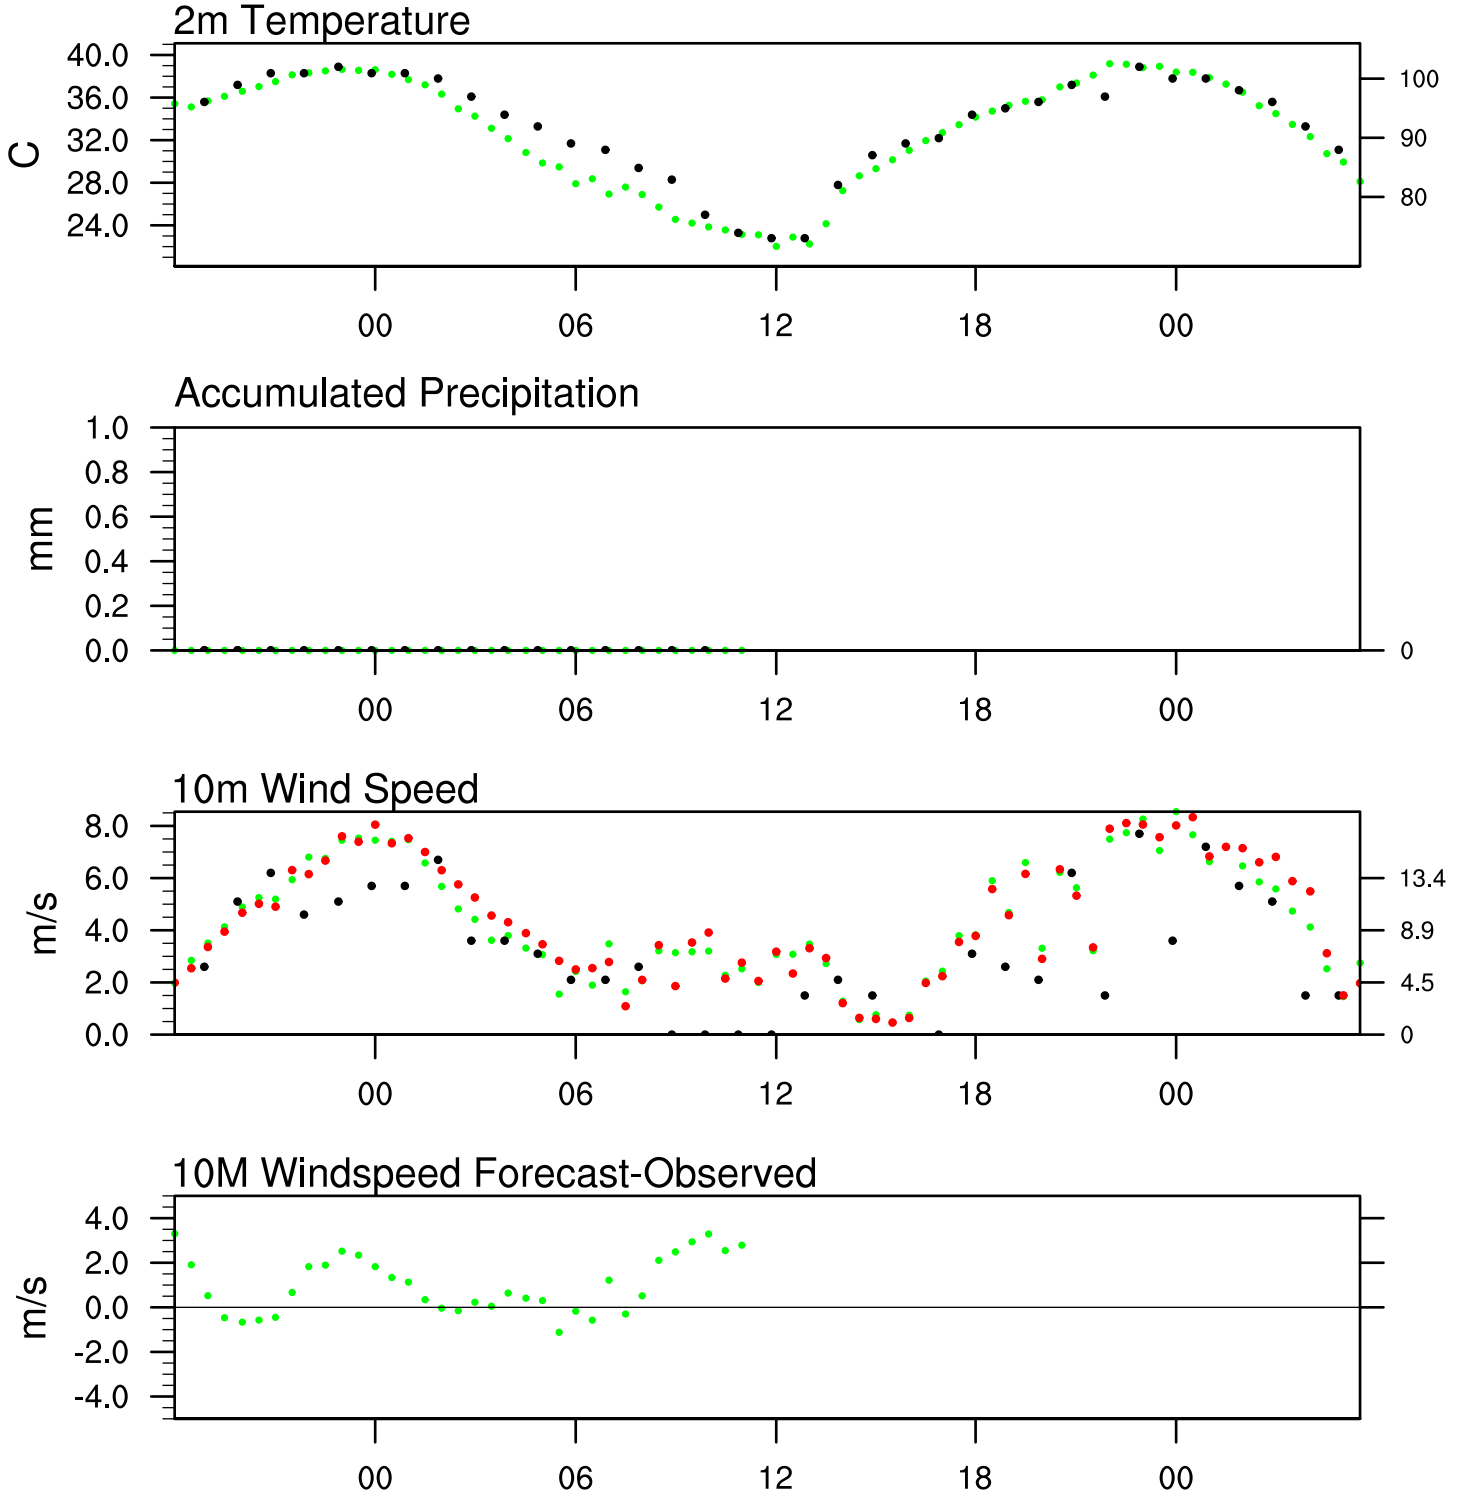 2m Temperature
40.0
36.0
32.0
28.0
24.0
C
100
90
80
00 06 12 18 00
Accumulated Precipitation
1.0
0.8
0.6
0.4
0.2
0.0
mm
0
00 06 12 18 00
10m Wind Speed
8.0
6.0
4.0
2.0
0.0
m/s
13.4
8.9
4.5
0
00 06 12 18 00
10M Windspeed Forecast-Observed
4.0
2.0
0.0
-2.0
-4.0
m/s
00 06 12 18 00